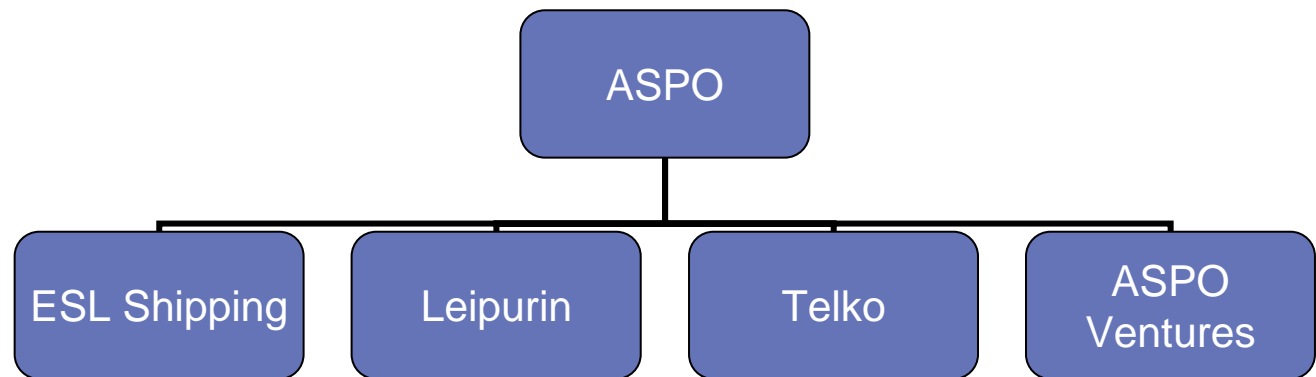 ASPO
ESL Shipping
Leipurin
Telko
ASPO
Ventures